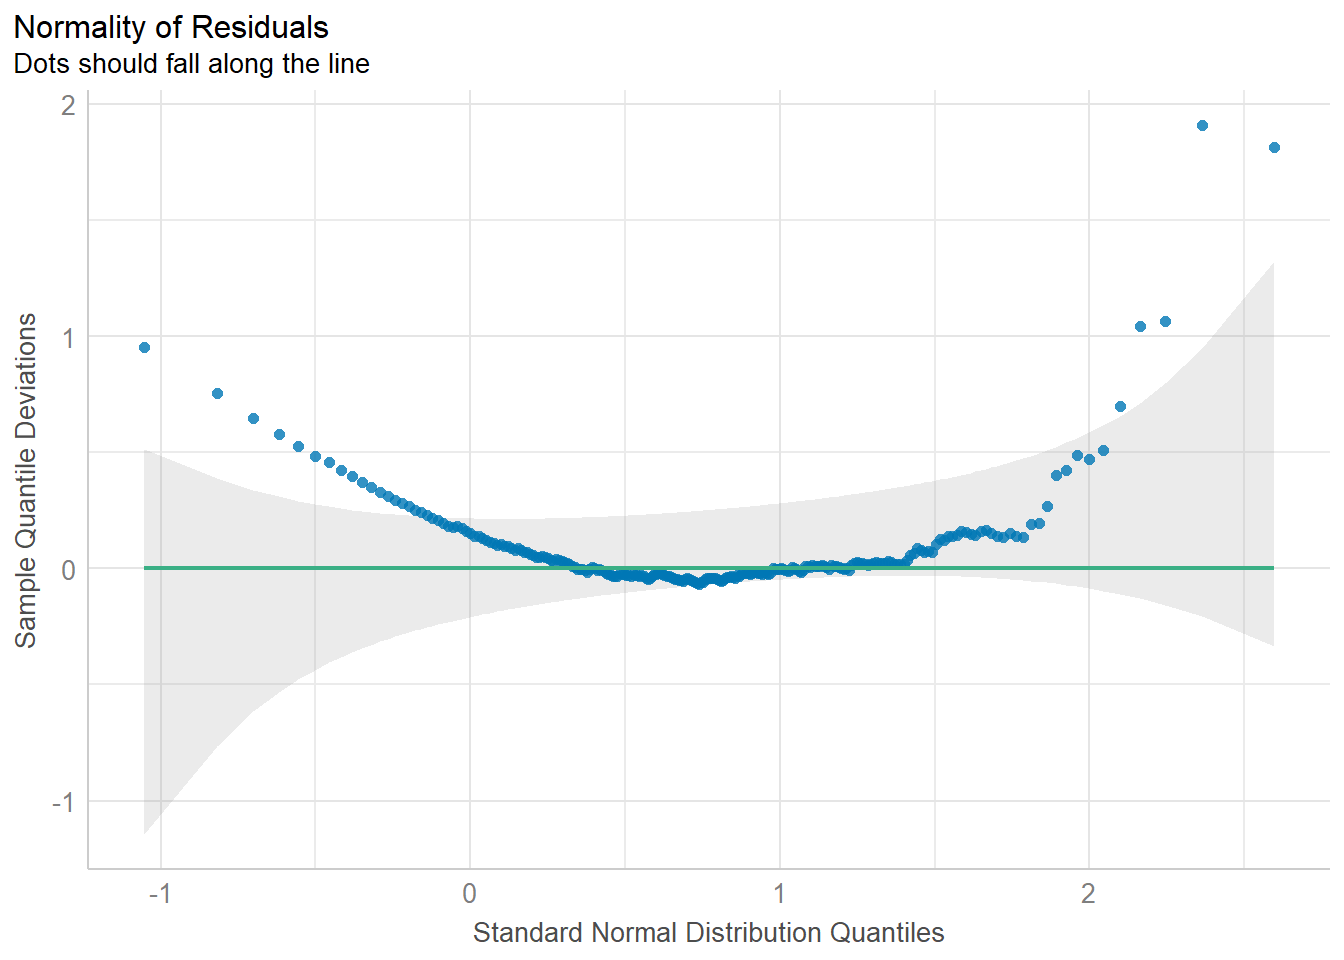 Normality of Residuals
Dots should fall along the line
2
1
0
-1
Sample Quantile Deviations
-1
0
1
2
Standard Normal Distribution Quantiles